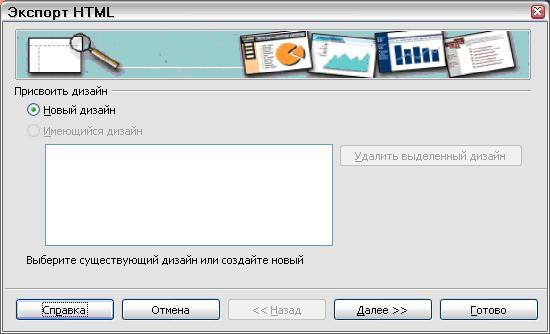 Экспорт HTML
Присвоить дизайн
Новый дизайн
Имеющийся дизайн
Удалить выделенный дизайн
Выберите существующий дизайн или создайте новый
Справка Отмена << Назад Далее >> Готово